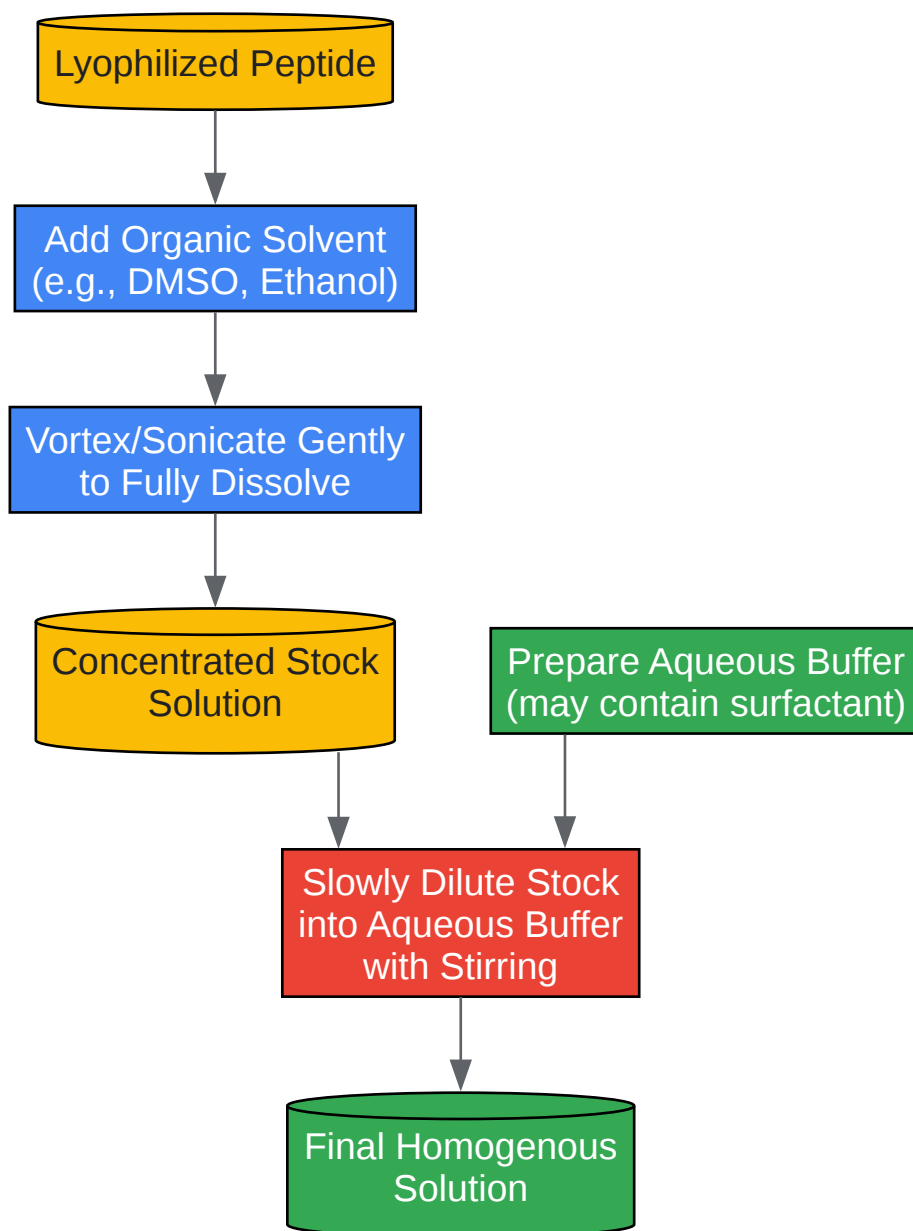 Lyophilized Peptide
Add Organic Solvent
(e.g., DMSO, Ethanol)
Vortex/Sonicate Gently
to Fully Dissolve
Concentrated Stock
Solution
Prepare Aqueous Buffer
(may contain surfactant)
Slowly Dilute Stock
into Aqueous Buffer
with Stirring
Final Homogenous
Solution